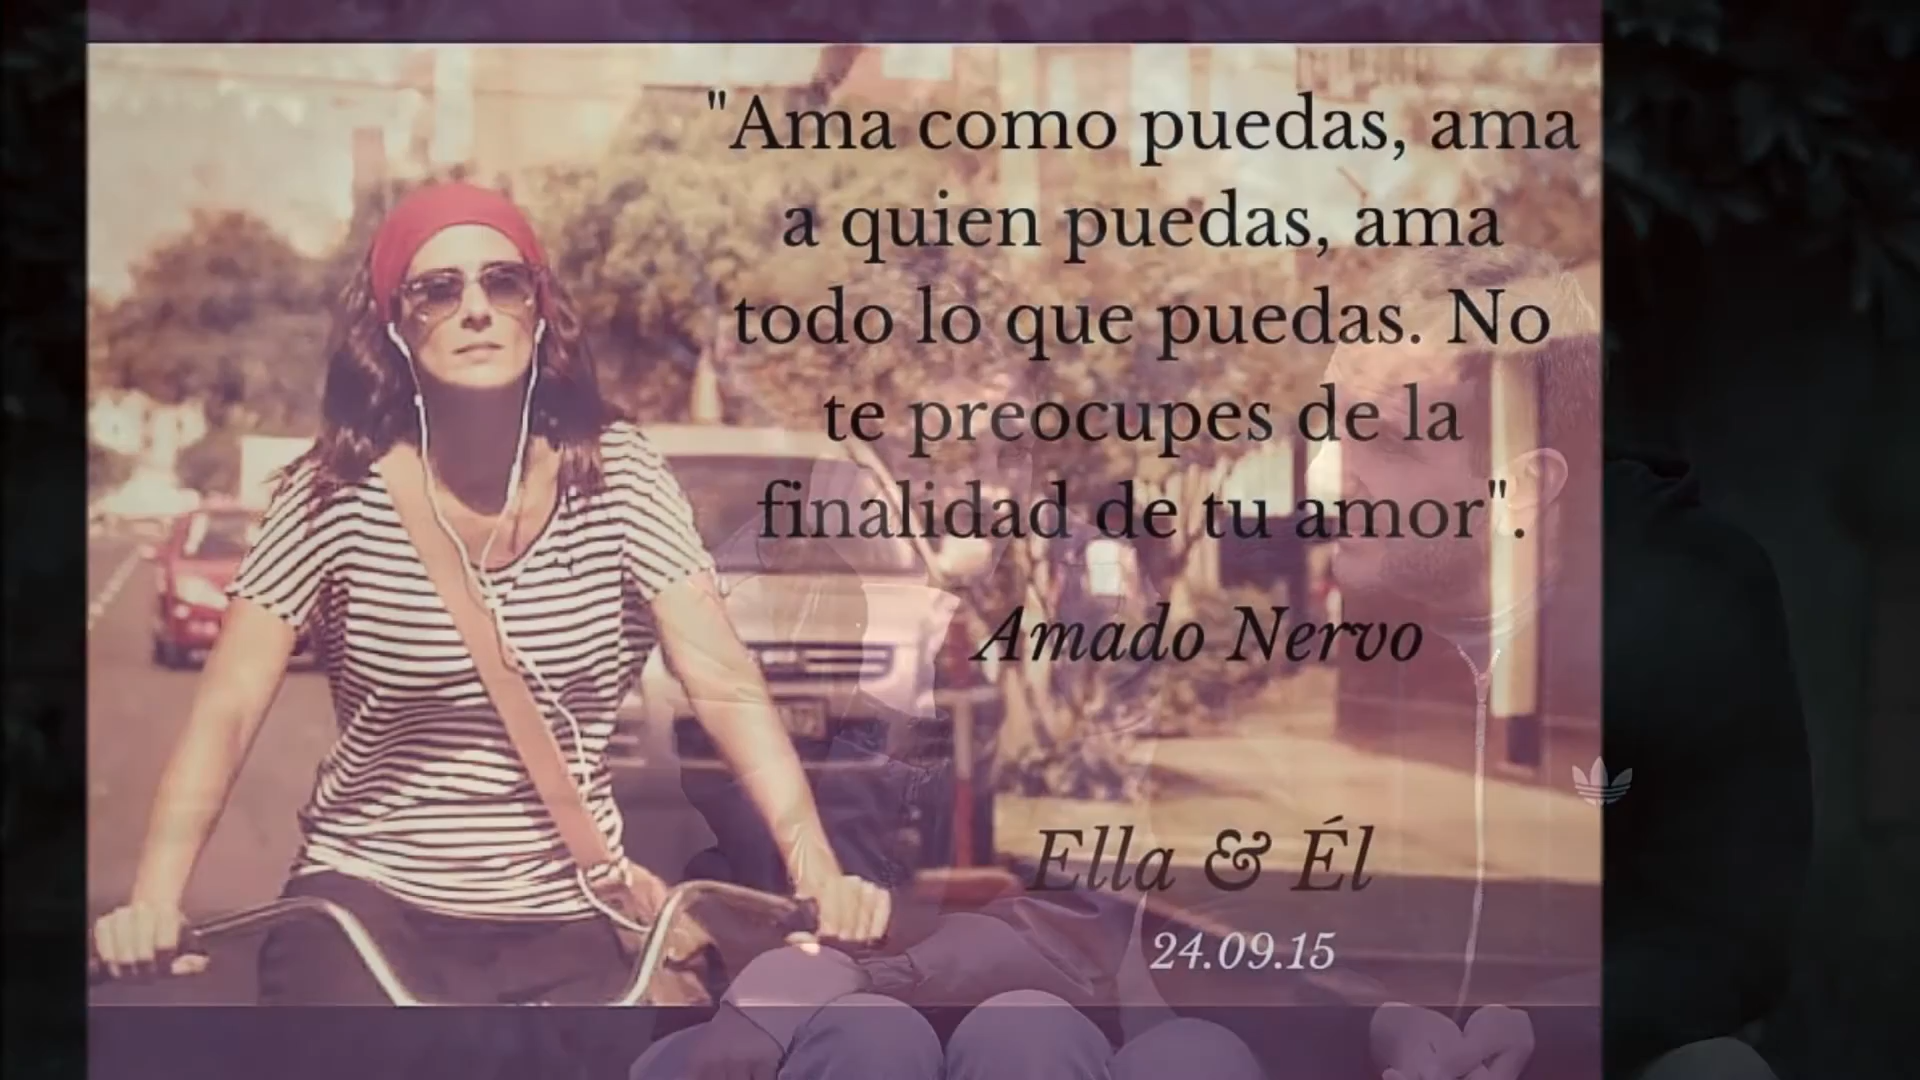 "Ama como puedas, ama
a quien puedas, ama
todo lo que puedas. No
te preocupes de la
finalidad de tu amor".
Amado Nervo
Ella & Él
24.09.15